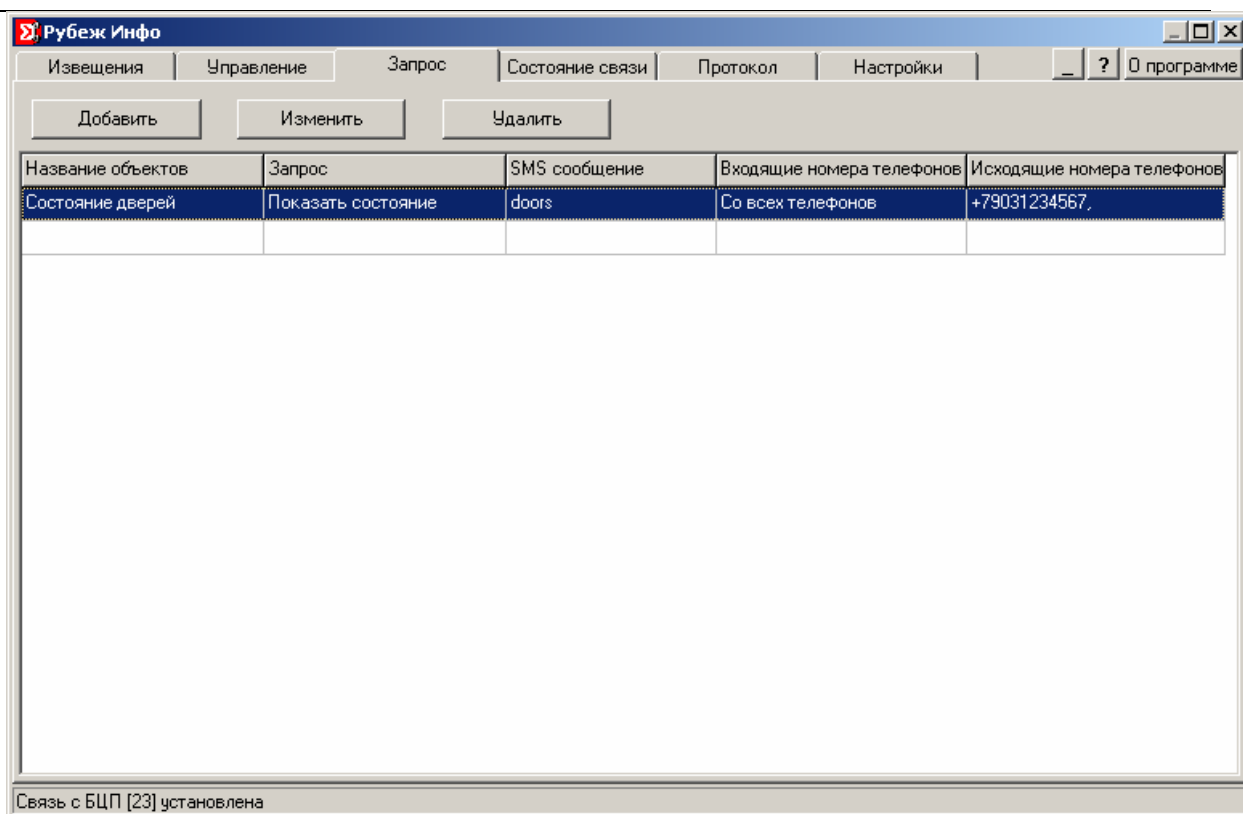 Рубеж Инфо
Извещения Управление Запрос Состояние связи Протокол Настройки _ ? О программе
Добавить Изменить Удалить
Название объектов Запрос SMS сообщение Входящие номера телефонов Исходящие номера телефонов
Состояние дверей Показать состояние doors Со всех телефонов +79031234567,
Связь с БЦП [23] установлена